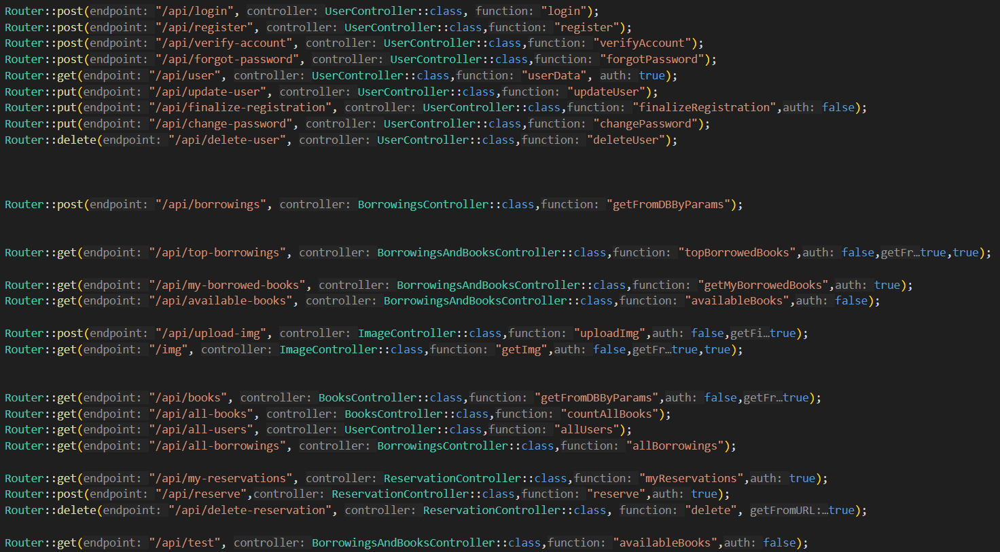 Router::post(endpoint: "/api/login", controller: UserController::class, function: "login");
Router::post(endpoint: "/api/register", controller: UserController::class,function: "register");
Router::post(endpoint: "/api/verify-account", controller: UserController::class,function: "verifyAccount");
Router::post(endpoint: "/api/forgot-password", controller: UserController::class,function: "forgotPassword");
Router::get(endpoint: "/api/user", controller: UserController::class,function: "userData", auth: true);
Router::put(endpoint: "/api/update-user", controller: UserController::class,function: "updateUser");
Router::put(endpoint: "/api/finalize-registration", controller: UserController::class,function: "finalizeRegistration",auth: false);
Router::put(endpoint: "/api/change-password", controller: UserController::class,function: "changePassword");
Router::delete(endpoint: "/api/delete-user", controller: UserController::class,function: "deleteUser");
Router::post(endpoint: "/api/borrowings", controller: BorrowingsController::class,function: "getFromDBByParams");
Router::get(endpoint: "/api/top-borrowings", controller: BorrowingsAndBooksController::class,function: "topBorrowedBooks",auth: false,getFr…true,true);
Router::get(endpoint: "/api/my-borrowed-books", controller: BorrowingsAndBooksController::class,function: "getMyBorrowedBooks",auth: true);
Router::get(endpoint: "/api/available-books", controller: BorrowingsAndBooksController::class,function: "availableBooks",auth: false);
Router::post(endpoint: "/api/upload-img", controller: ImageController::class,function: "uploadImg",auth: false,getFi…true);
Router::get(endpoint: "/img", controller: ImageController::class,function: "getImg",auth: false,getFr…true,true);
Router::get(endpoint: "/api/books", controller: BooksController::class,function: "getFromDBByParams",auth: false,getFr…true);
Router::get(endpoint: "/api/all-books", controller: BooksController::class,function: "countAllBooks");
Router::get(endpoint: "/api/all-users", controller: UserController::class,function: "allUsers");
Router::get(endpoint: "/api/all-borrowings", controller: BorrowingsController::class,function: "allBorrowings");
Router::get(endpoint: "/api/my-reservations", controller: ReservationController::class,function: "myReservations",auth: true);
Router::post(endpoint: "/api/reserve",controller: ReservationController::class,function: "reserve",auth: true);
Router::delete(endpoint: "/api/delete-reservation", controller: ReservationController::class, function: "delete", getFromURL:…true);
Router::get(endpoint: "/api/test", controller: BorrowingsAndBooksController::class,function: "availableBooks",auth: false);